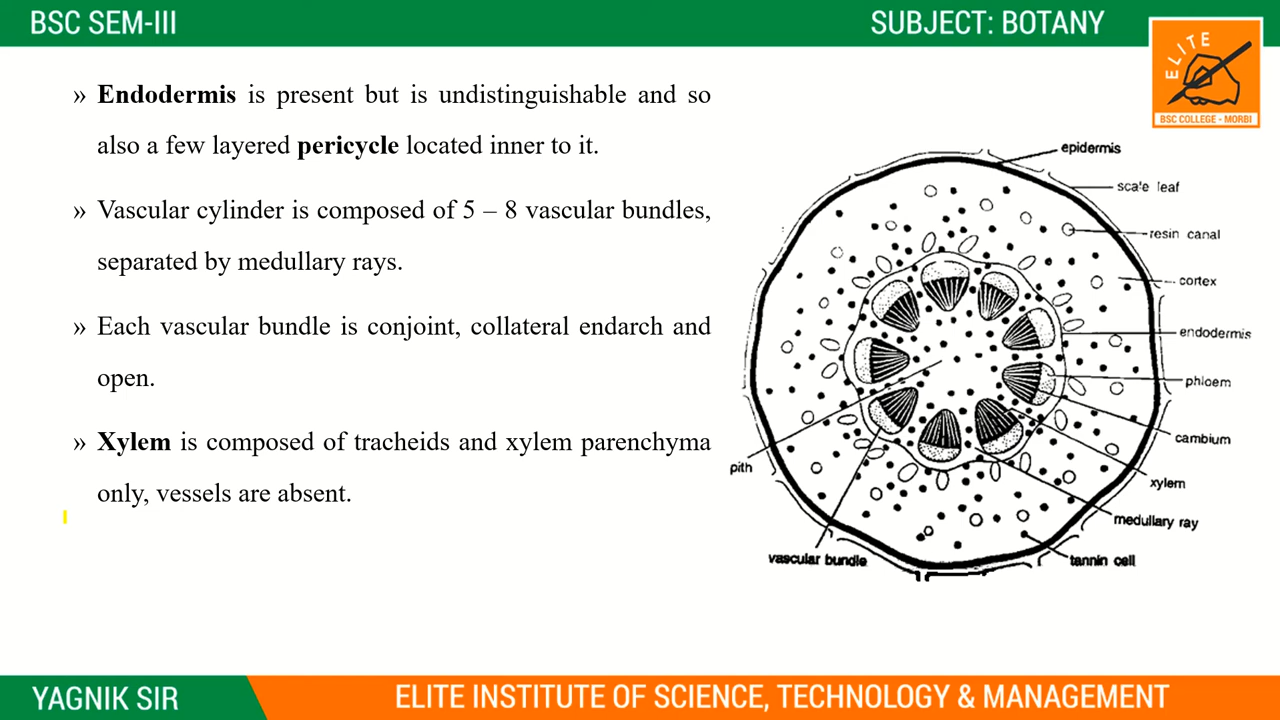 BSC SEM-III
SUBJECT: BOTANY
ELITE
BSC COLLEGE - MORBI
» Endodermis is present but is undistinguishable and so
also a few layered pericycle located inner to it.
» Vascular cylinder is composed of 5 – 8 vascular bundles,
separated by medullary rays.
» Each vascular bundle is conjoint, collateral endarch and
open.
» Xylem is composed of tracheids and xylem parenchyma
only, vessels are absent.
epidermis
scale leaf
resin canal
cortex
endodermis
phloem
cambium
xylem
medullary ray
tannin cell
pith
vascular bundle
YAGNIK SIR
ELITE INSTITUTE OF SCIENCE, TECHNOLOGY & MANAGEMENT